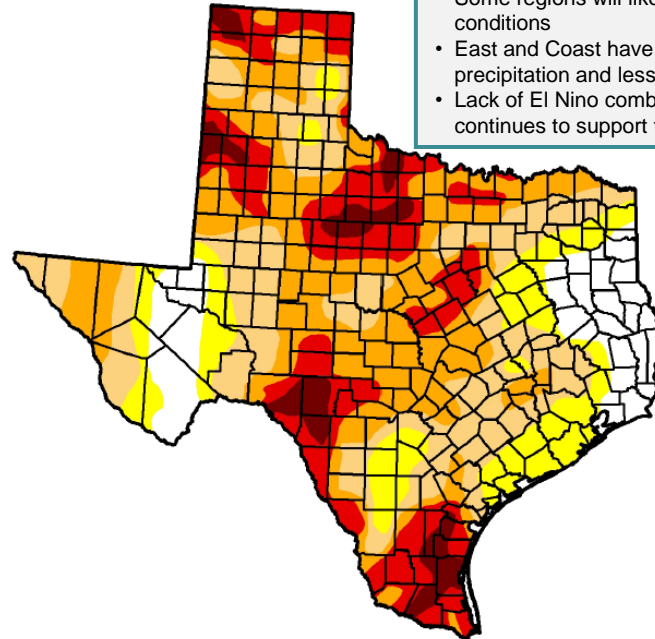 conditions
• East and Coast have
precipitation and less
• Lack of El Nino comb
continues to support